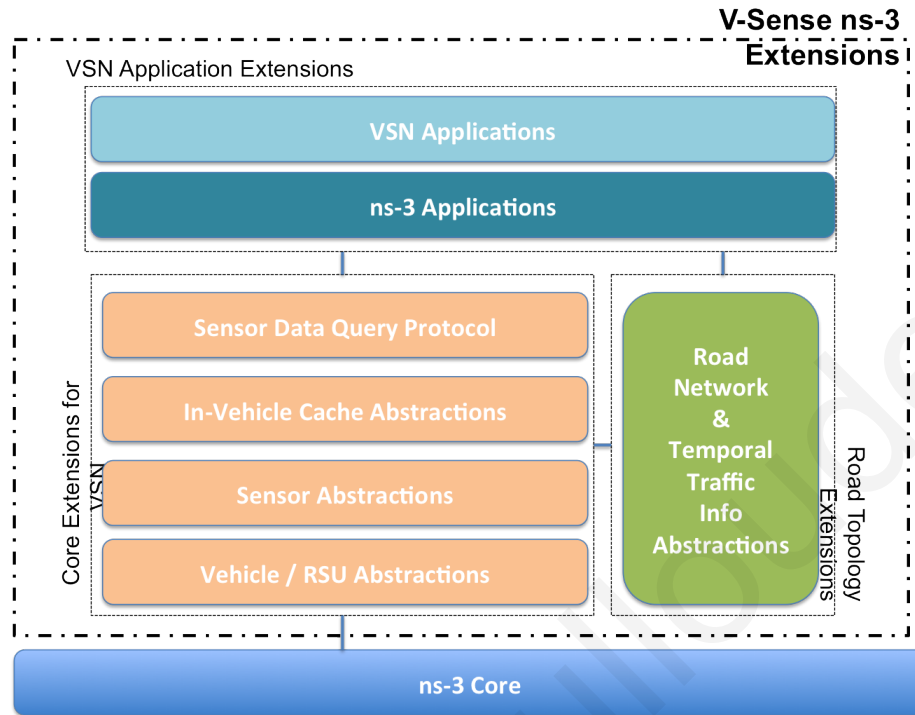 V-Sense ns-3
Extensions
VSN Application Extensions
VSN Applications
ns-3 Applications
Core Extensions for
VSN
Sensor Data Query Protocol
In-Vehicle Cache Abstractions
Sensor Abstractions
Vehicle / RSU Abstractions
Road
Network
&
Temporal
Traffic
Info
Abstractions
Road Topology
Extensions
ns-3 Core